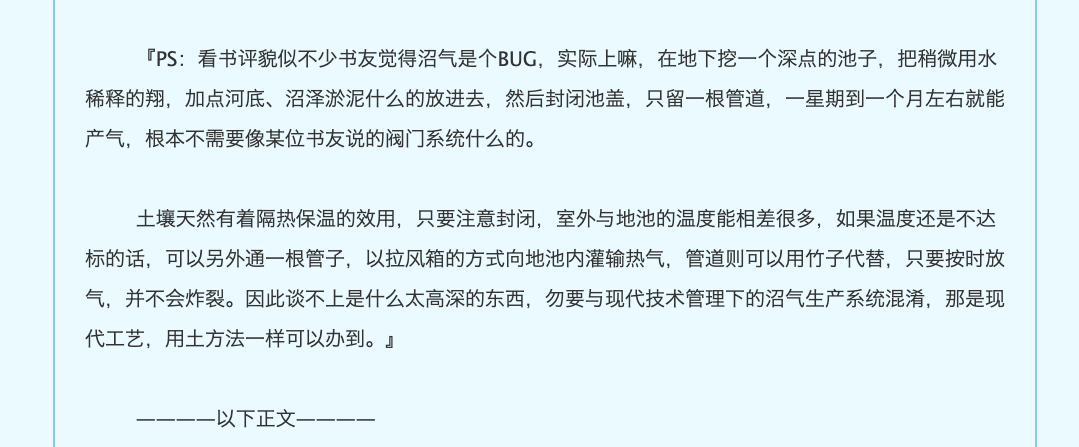 『PS：看书评貌似不少书友觉得沼气是个BUG，实际上嘛，在地下挖一个深点的池子，把稍微用水
稀释的翔，加点河底、沼泽淤泥什么的放进去，然后封闭池盖，只留一根管道，一星期到一个月左右就能
产气，根本不需要像某位书友说的阀门系统什么的。
土壤天然有着隔热保温的效用，只要注意封闭，室外与地池的温度能相差很多，如果温度还是不达
标的话，可以另外通一根管子，以拉风箱的方式向地池内灌输热气，管道则可以用竹子代替，只要按时放
气，并不会炸裂。因此谈不上是什么太高深的东西，勿要与现代技术管理下的沼气生产系统混淆，那是现
代工艺，用土方法一样可以办到。』
————以下正文————